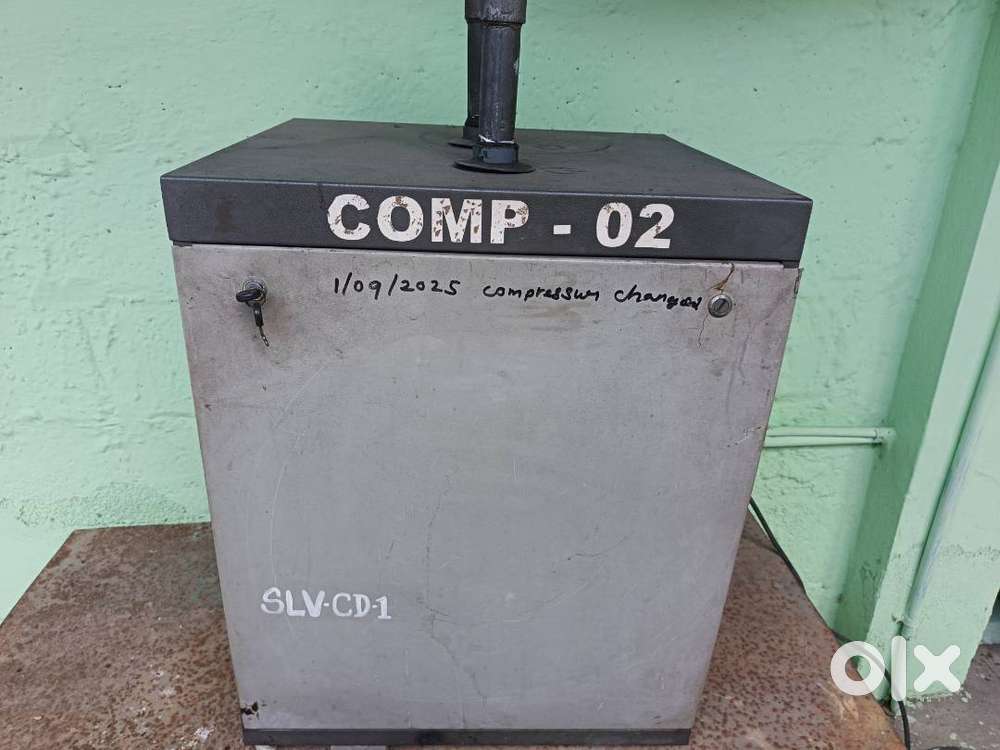 COMP - 02
1/09/2025 compressum changed
SLV-CD-1
olx